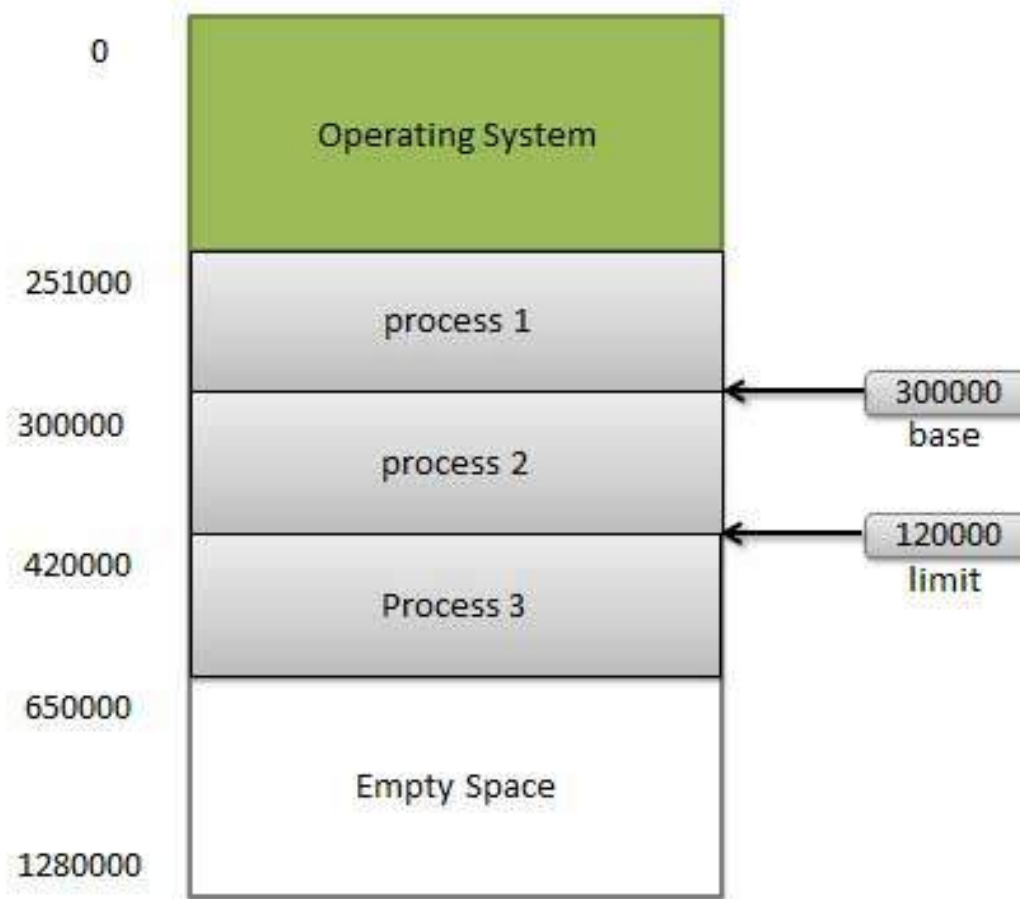 0
Operating System
251000
process 1
300000
base
300000
process 2
120000
limit
420000
Process 3
650000
Empty Space
1280000